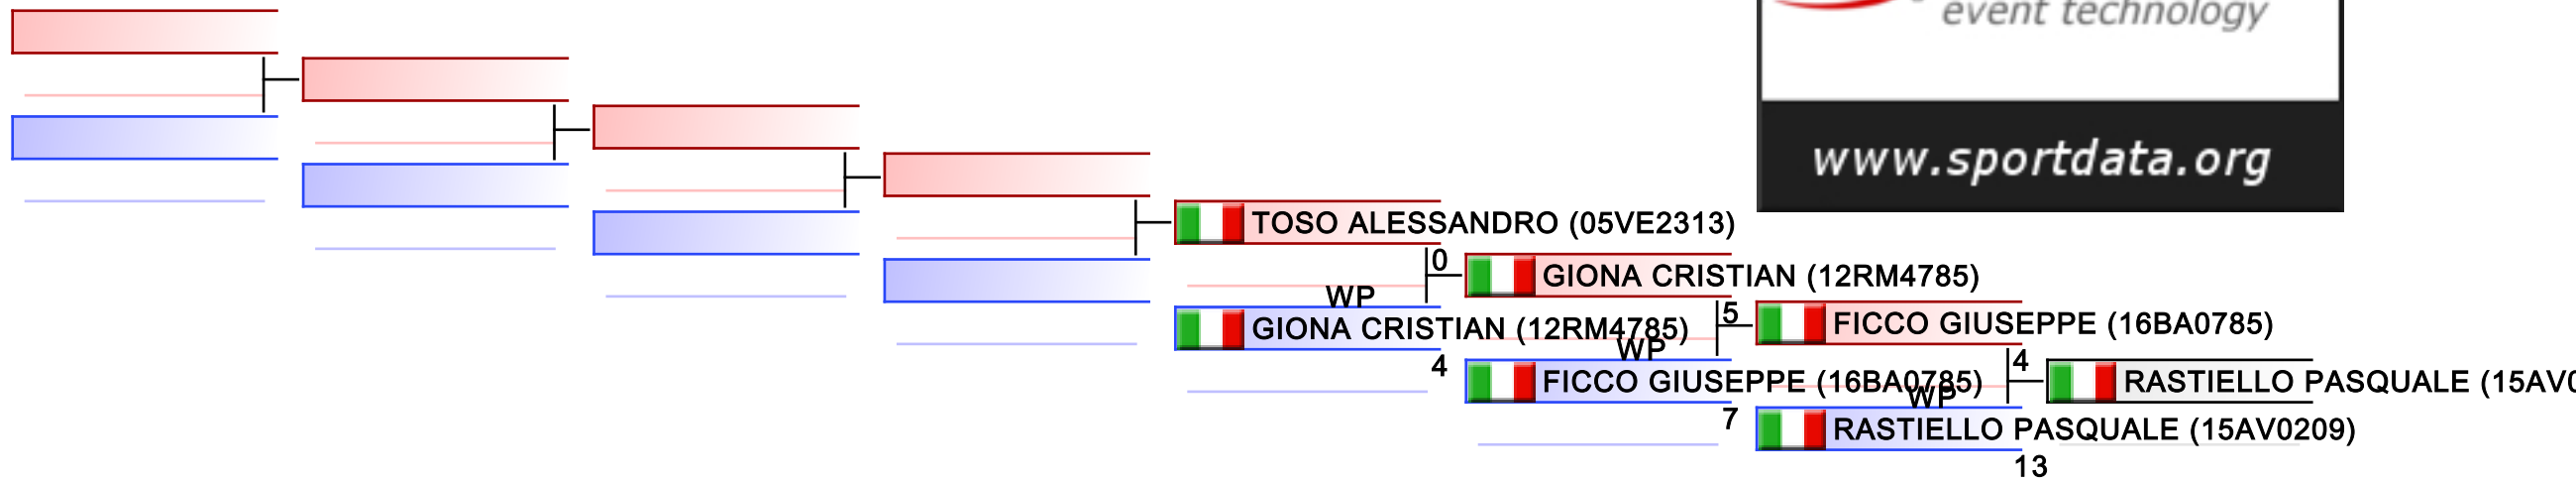 event technology
www.sportdata.org
TOSO ALESSANDRO (05VE2313)
0
GIONA CRISTIAN (12RM4785)
WP
GIONA CRISTIAN (12RM4785)
4
5
FICCO GIUSEPPE (16BA0785)
WP
FICCO GIUSEPPE (16BA0785)
7
4
RASTIELLO PASQUALE (15AV0
WP
RASTIELLO PASQUALE (15AV0209)
13